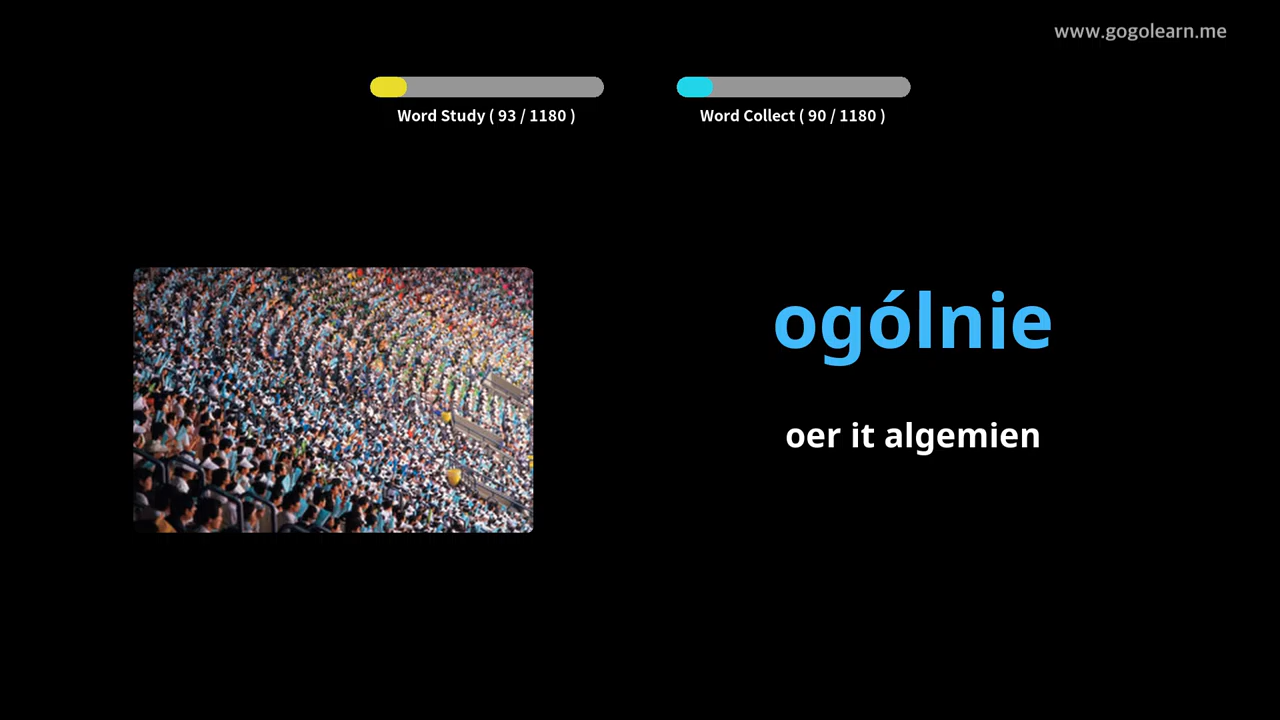 www.gogolearn.me
Word Study ( 93 / 1180 )
Word Collect ( 90 / 1180 )
ogólnie
oer it algemien